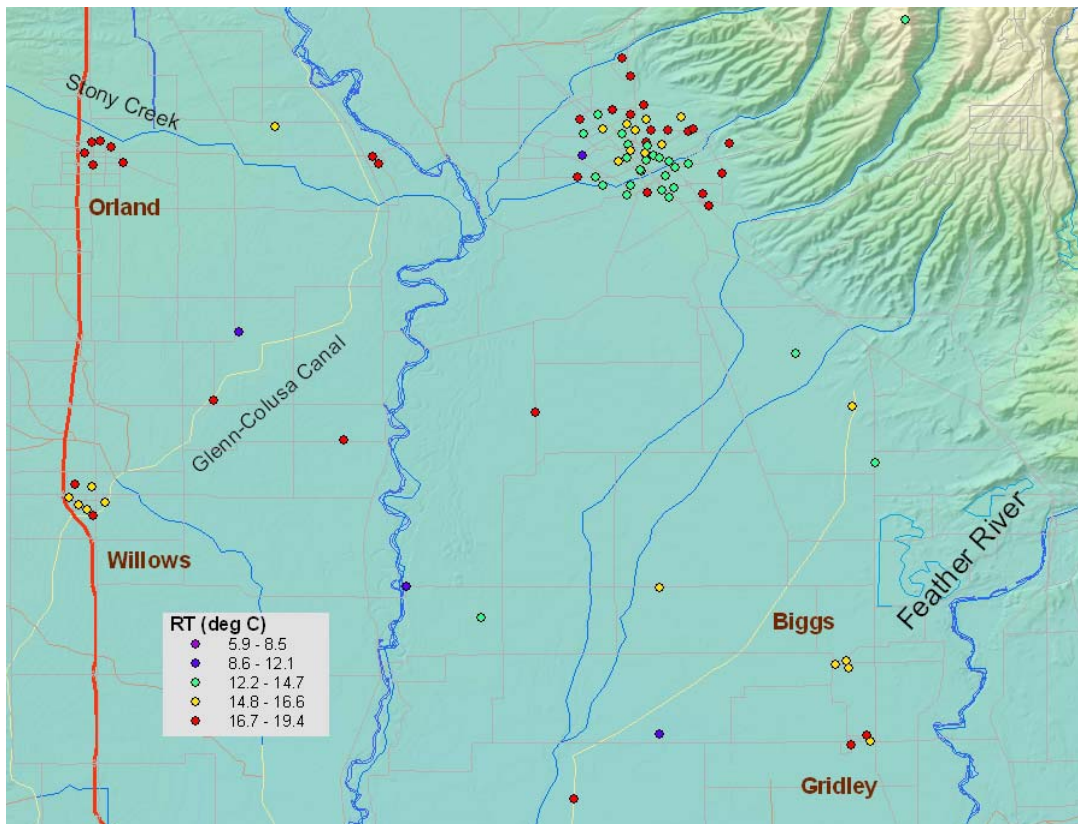 Stony Creek
Orland
Glenn-Colusa Canal
Willows
Feather River
Biggs
RT (deg C)
5.9 - 8.5
8.6 - 12.1
12.2 - 14.7
14.8 - 16.6
16.7 - 19.4
Gridley